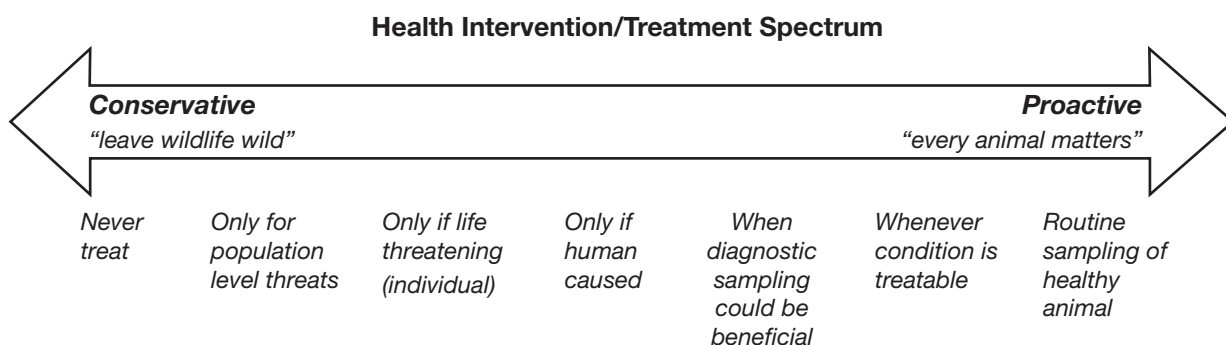 Health Intervention/Treatment Spectrum
Conservative
Proactive
“leave wildlife wild”
“every animal matters”
Never
treat
Only for
population
level threats
Only if life
threatening
(individual)
Only if
human
caused
When
diagnostic
sampling
could be
beneficial
Whenever
condition is
treatable
Routine
sampling of
healthy
animal